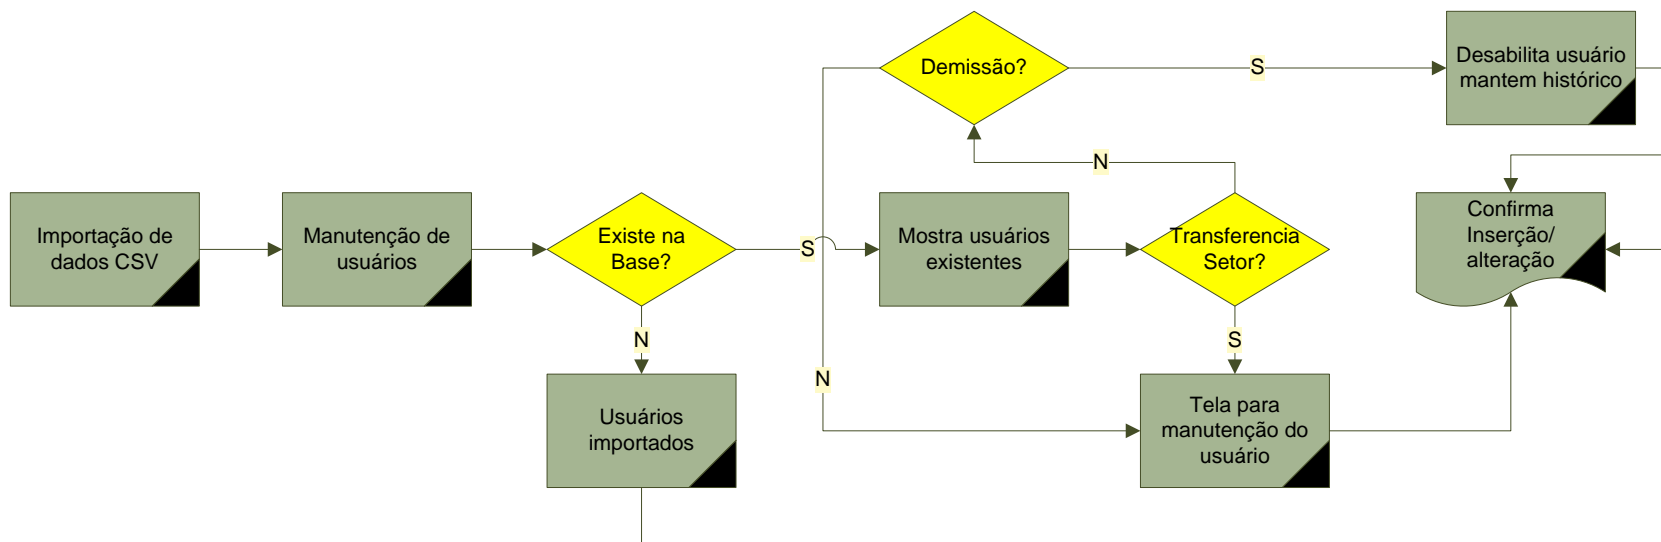 Demissão?
S
Desabilita usuário
mantem histórico
N
Importação de
dados CSV
Manutenção de
usuários
Existe na
Base?
S
Mostra usuários
existentes
Transferencia
Setor?
Confirma
Inserção/
alteração
N
S
N
Usuários
importados
Tela para
manutenção do
usuário